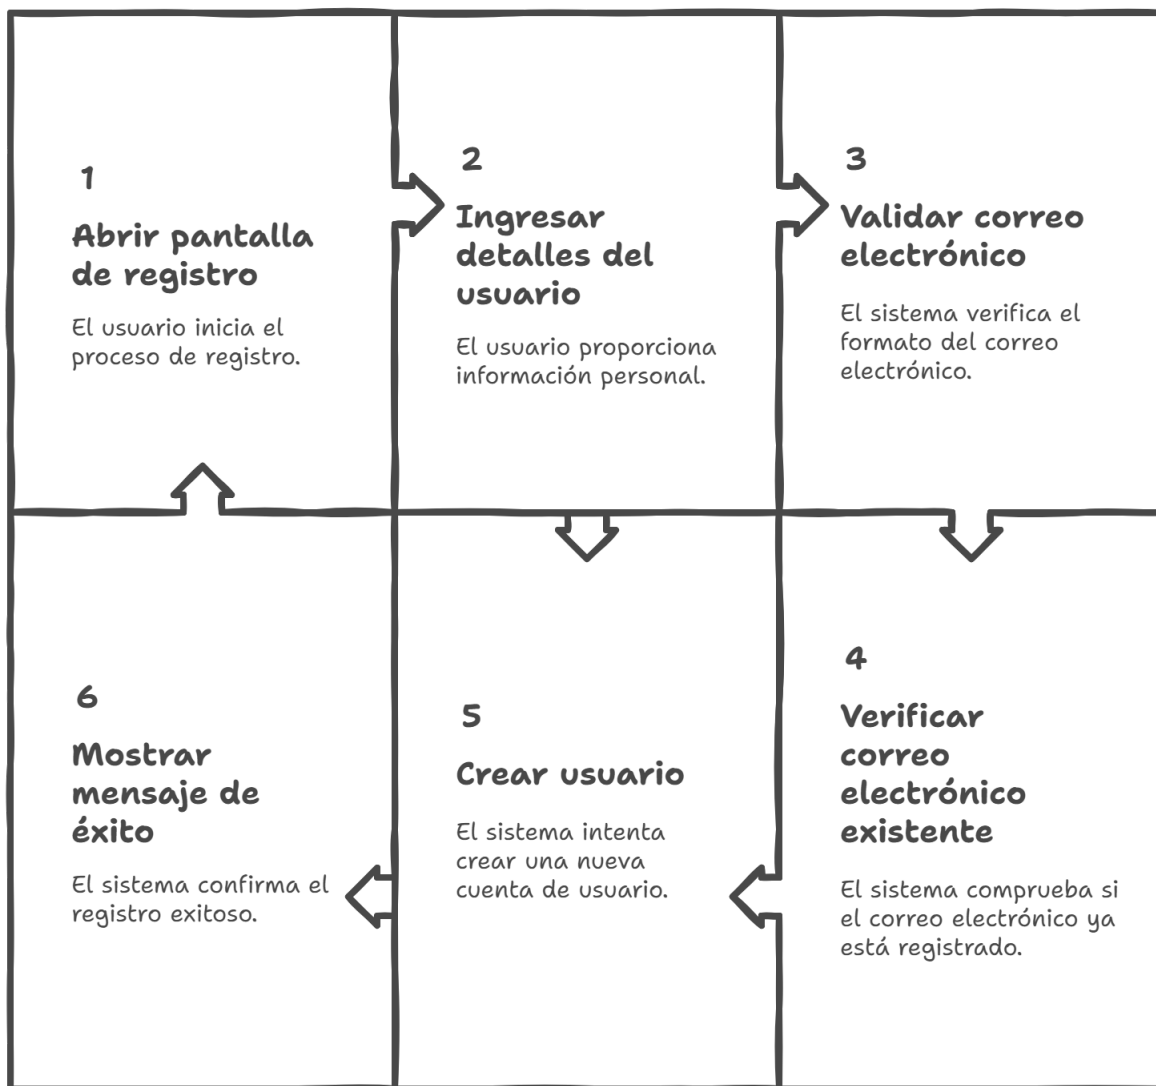 1
Abrir pantalla
de registro
El usuario inicia el
proceso de registro.
2
Ingresar
detalles del
usuario
El usuario proporciona
información personal.
3
Validar correo
electrónico
El sistema verifica el
formato del correo
electrónico.
4
Verificar
correo
electrónico
existente
El sistema comprueba si
el correo electrónico ya
está registrado.
5
Crear usuario
El sistema intenta
crear una nueva
cuenta de usuario.
6
Mostrar
mensaje de
éxito
El sistema confirma el
registro exitoso.